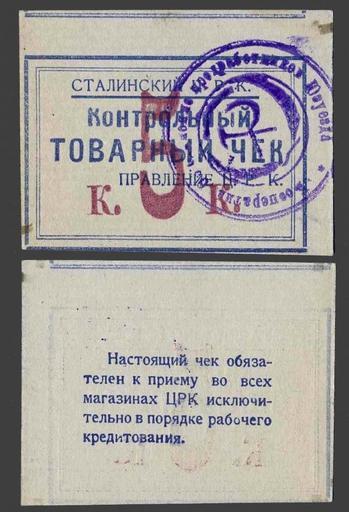 СТАЛИНСКИЙ Ц. Р. К.
Контрольный
ТОВАРНЫЙ ЧЕК
ПРАВЛЕНИЕ Ц. Р. К.
К. 5 К.
Настоящий чек обяза-
телен к приему во всех
магазинах ЦРК исключи-
тельно в порядке рабочего
кредитования.